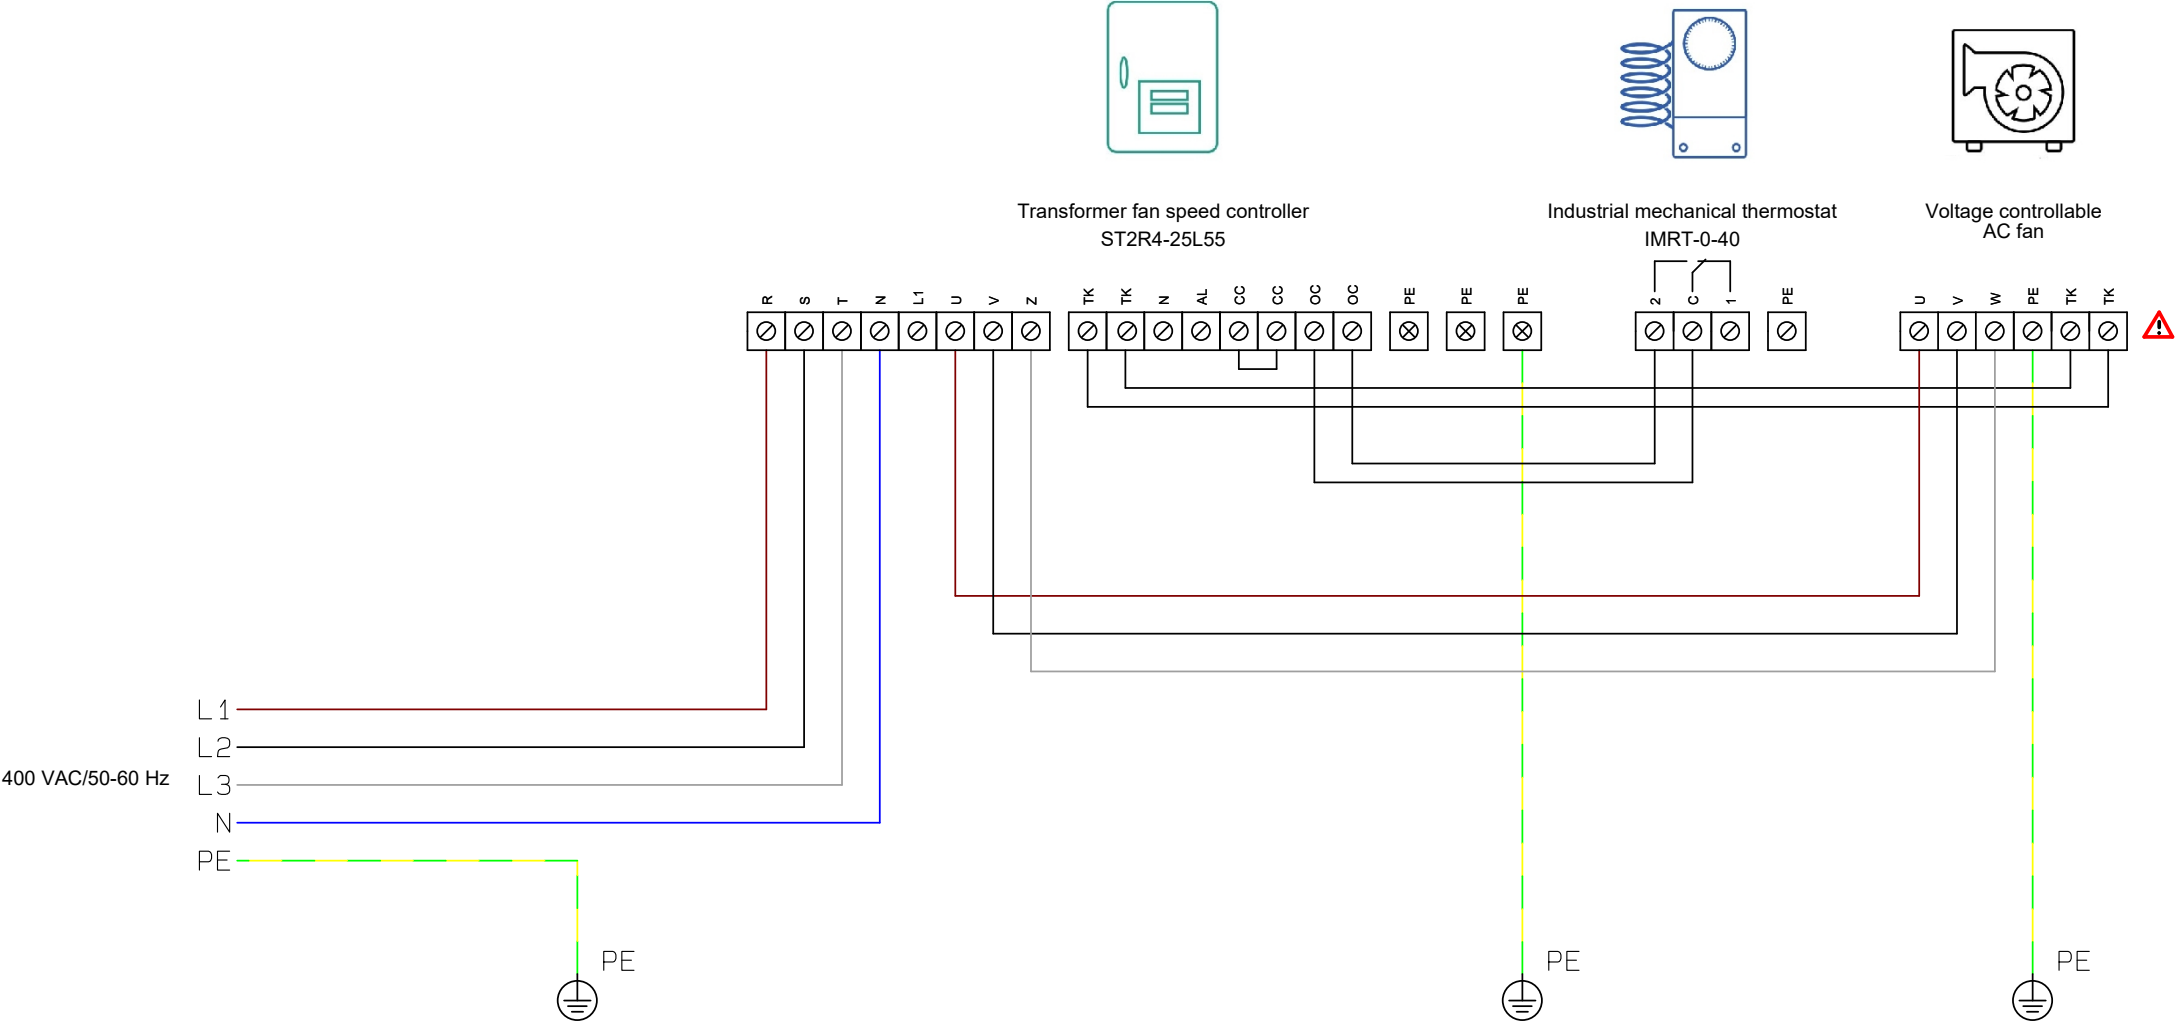 Transformer fan speed controller
ST2R4-25L55
Industrial mechanical thermostat
IMRT-0-40
Voltage controllable
AC fan
R S T N L1 U V Z TK TK N AL CC CC OC OC PE PE PE 2 C 1 PE U V W PE TK TK
L1
L2
400 VAC/50-60 Hz
L3
N
PE
PE
PE
PE